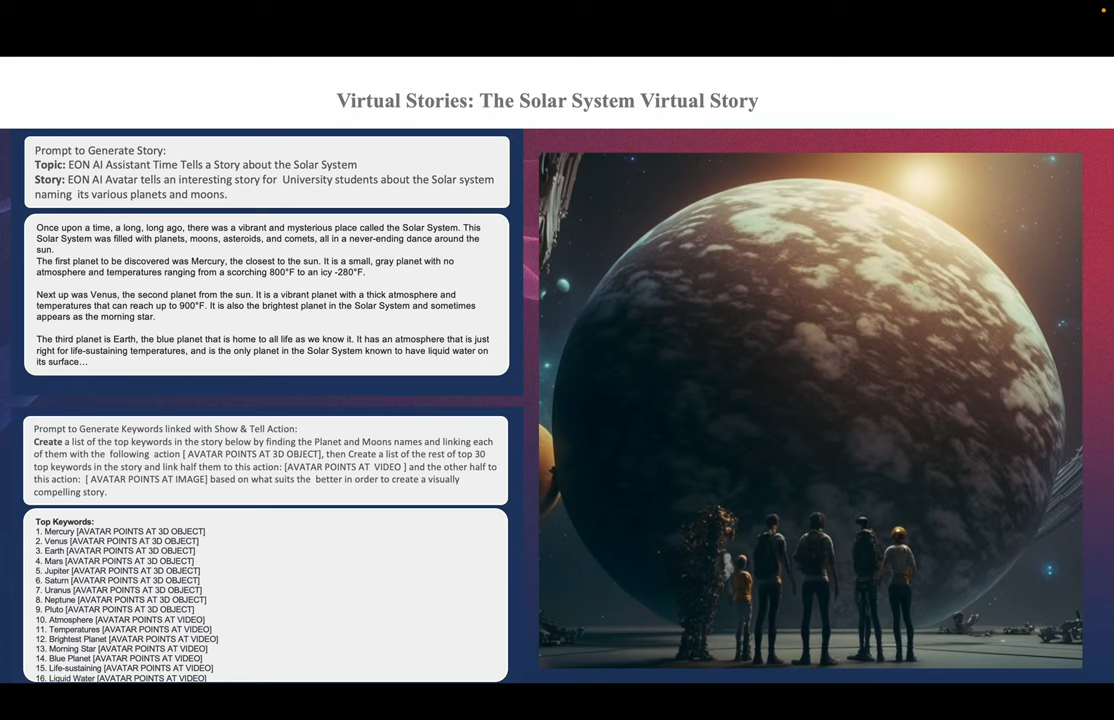 Virtual Stories: The Solar System Virtual Story
Prompt to Generate Story:
Topic: EON AI Assistant Time Tells a Story about the Solar System
Story: EON AI Avatar tells an interesting story for University students about the Solar system
naming its various planets and moons.
Once upon a time, a long, long ago, there was a vibrant and mysterious place called the Solar System. This
Solar System was filled with planets, moons, asteroids, and comets, all in a never-ending dance around the
sun.
The first planet to be discovered was Mercury, the closest to the sun. It is a small, gray planet with no
atmosphere and temperatures ranging from a scorching 800°F to an icy -280°F.
Next up was Venus, the second planet from the sun. It is a vibrant planet with a thick atmosphere and
temperatures that can reach up to 900°F. It is also the brightest planet in the Solar System and sometimes
appears as the morning star.
The third planet is Earth, the blue planet that is home to all life as we know it. It has an atmosphere that is just
right for life-sustaining temperatures, and is the only planet in the Solar System known to have liquid water on
its surface…
Prompt to Generate Keywords linked with Show & Tell Action:
Create a list of the top keywords in the story below by finding the Planet and Moons names and linking each
of them with the following action [ AVATAR POINTS AT 3D OBJECT], then Create a list of the rest of top 30
top keywords in the story and link half them to this action: [AVATAR POINTS AT VIDEO ] and the other half to
this action: [ AVATAR POINTS AT IMAGE] based on what suits the better in order to create a visually
compelling story.
Top Keywords:
1. Mercury [AVATAR POINTS AT 3D OBJECT]
2. Venus [AVATAR POINTS AT 3D OBJECT]
3. Earth [AVATAR POINTS AT 3D OBJECT]
4. Mars [AVATAR POINTS AT 3D OBJECT]
5. Jupiter [AVATAR POINTS AT 3D OBJECT]
6. Saturn [AVATAR POINTS AT 3D OBJECT]
7. Uranus [AVATAR POINTS AT 3D OBJECT]
8. Neptune [AVATAR POINTS AT 3D OBJECT]
9. Pluto [AVATAR POINTS AT 3D OBJECT]
10. Atmosphere [AVATAR POINTS AT VIDEO]
11. Temperatures [AVATAR POINTS AT VIDEO]
12. Brightest Planet [AVATAR POINTS AT VIDEO]
13. Morning Star [AVATAR POINTS AT VIDEO]
14. Blue Planet [AVATAR POINTS AT VIDEO]
15. Life-sustaining [AVATAR POINTS AT VIDEO]
16. Liquid Water [AVATAR POINTS AT VIDEO]